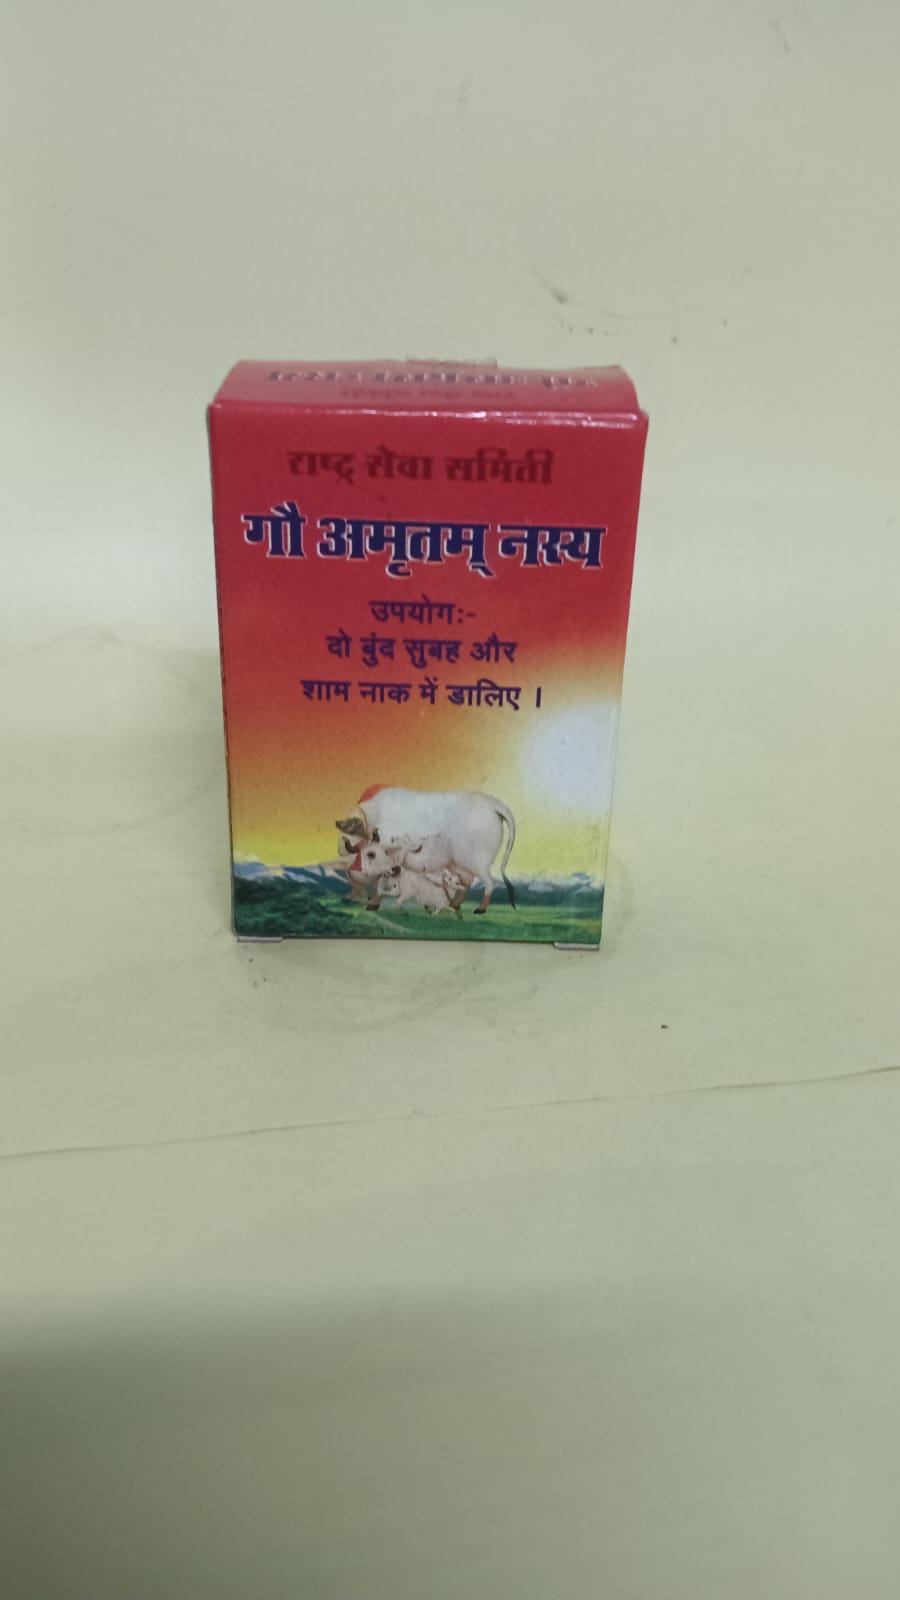 राष्ट्र सेवा समिती
गौ अमृतम् नस्य
उपयोगः-
दो बुंद सुबह और
शाम नाक में डालिए ।